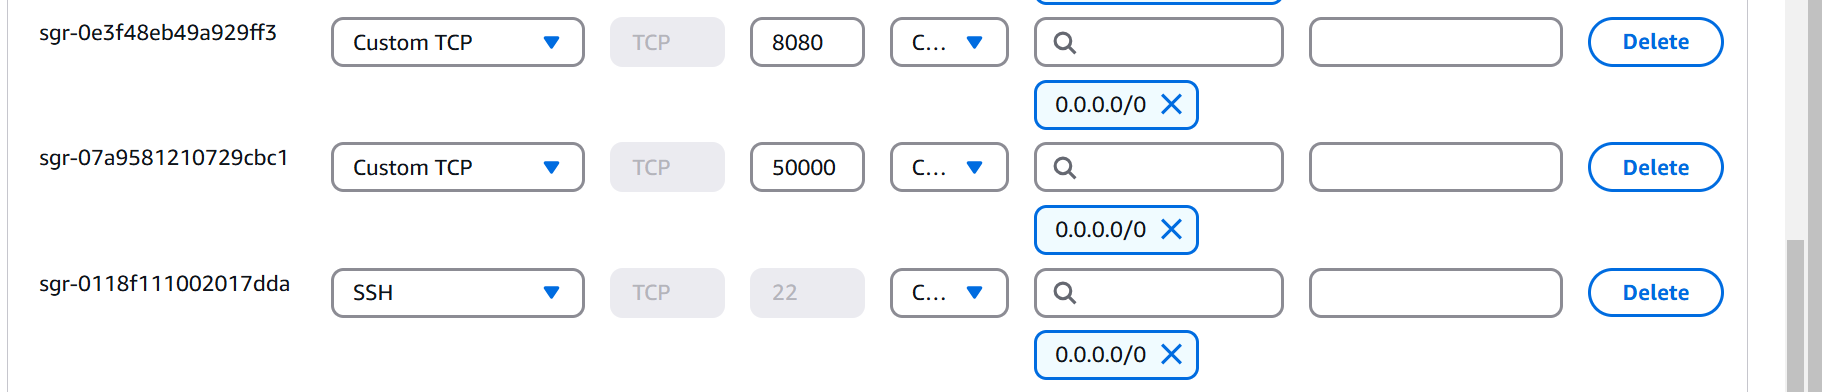 sgr-0e3f48eb49a929ff3 Custom TCP TCP 8080 C... Delete
0.0.0.0/0
sgr-07a9581210729cbc1 Custom TCP TCP 50000 C... Delete
0.0.0.0/0
sgr-0118f111002017dda SSH TCP 22 C... Delete
0.0.0.0/0